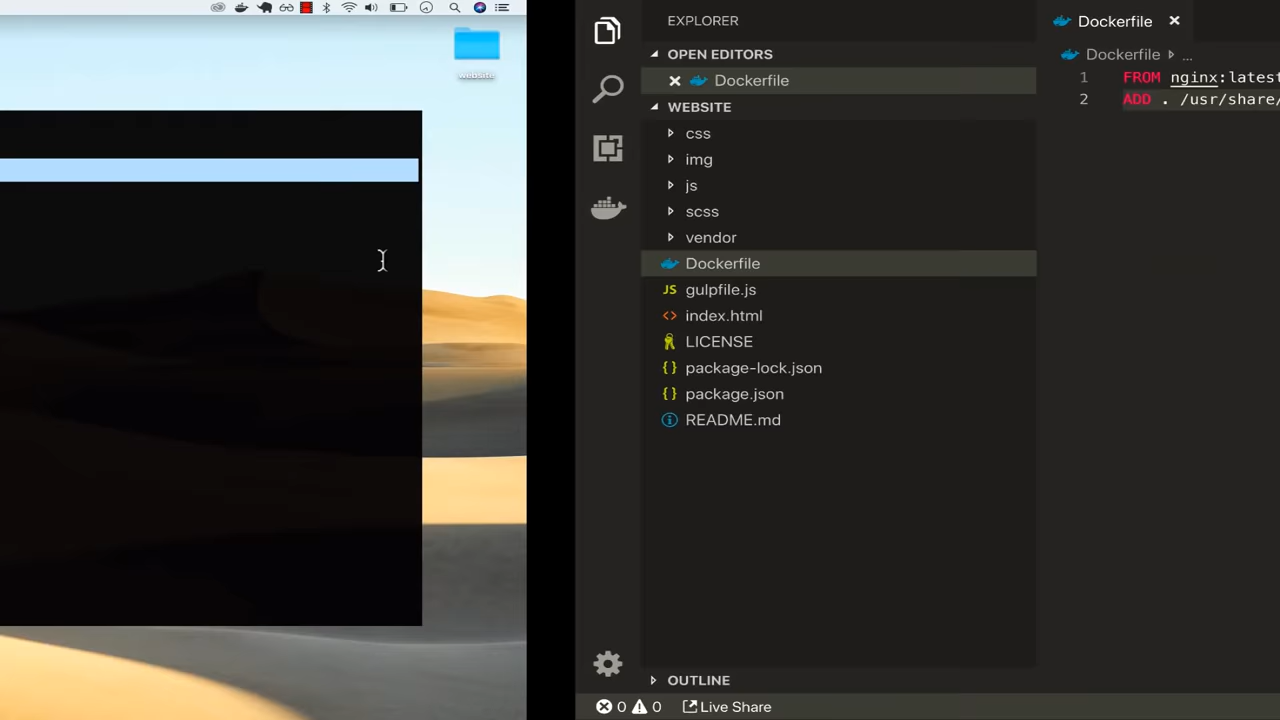 website
EXPLORER
OPEN EDITORS
Dockerfile
WEBSITE
css
img
js
scss
vendor
Dockerfile
JS gulpfile.js
<> index.html
LICENSE
{ } package-lock.json
{ } package.json
README.md
OUTLINE
0 0 Live Share
Dockerfile
Dockerfile ...
1 FROM nginx:latest
2 ADD . /usr/share/